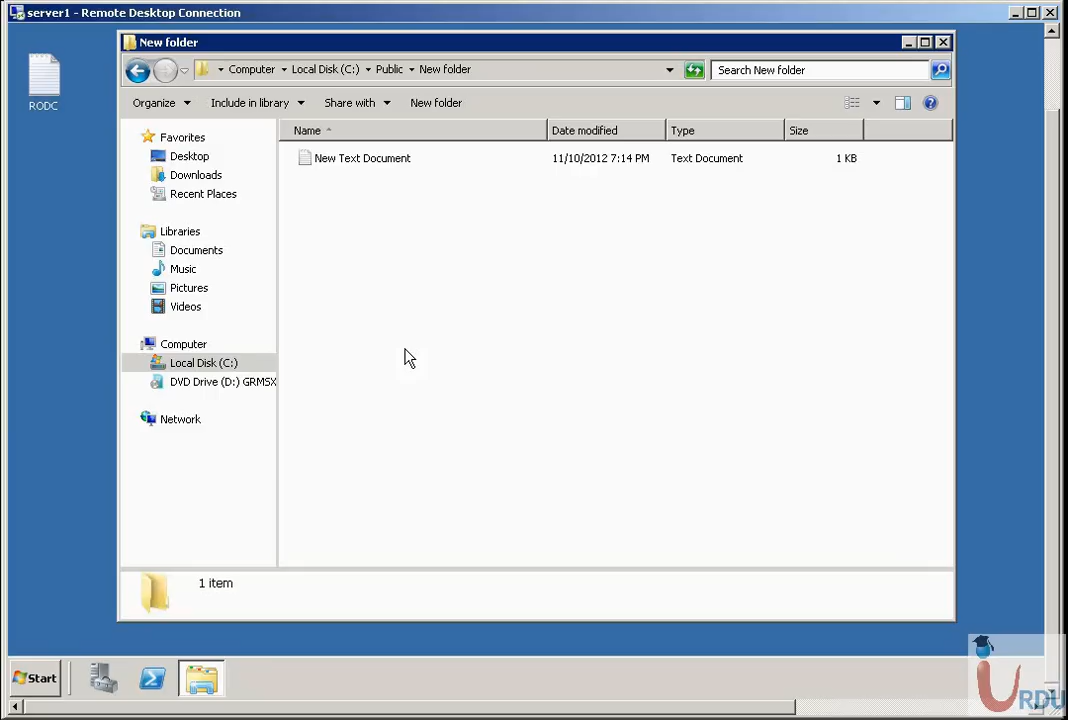 server1 - Remote Desktop Connection
RODC
New folder
Computer Local Disk (C:) Public New folder
Search New folder
Organize Include in library Share with New folder
Name Date modified Type Size
New Text Document 11/10/2012 7:14 PM Text Document 1 KB
Favorites
Desktop
Downloads
Recent Places
Libraries
Documents
Music
Pictures
Videos
Computer
Local Disk (C:)
DVD Drive (D:) GRMSX
Network
1 item
Start
URDU